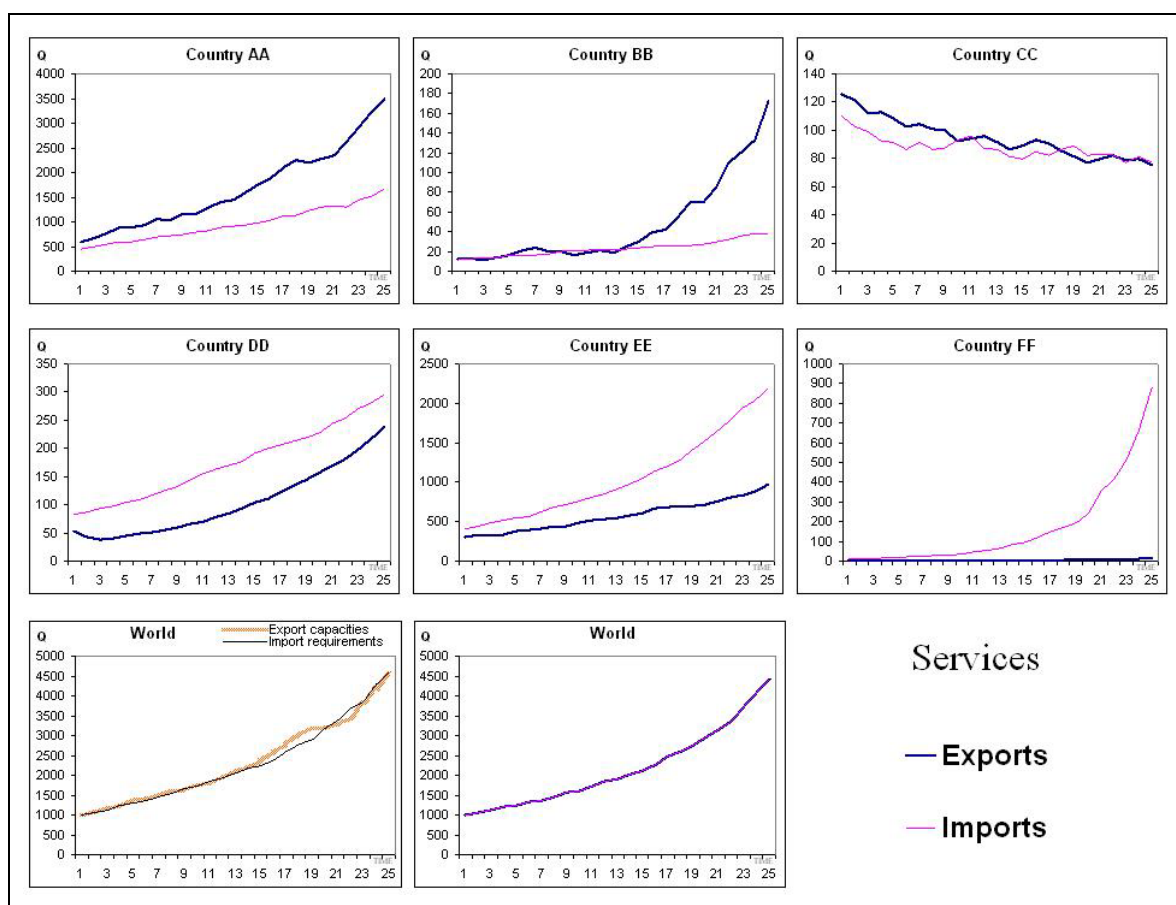 Q Country AA
4000
3500
3000
2500
2000
1500
1000
500
0
TIME
1 3 5 7 9 11 13 15 17 19 21 23 25
Q Country BB
200
180
160
140
120
100
80
60
40
20
0
TIME
1 3 5 7 9 11 13 15 17 19 21 23 25
Q Country CC
140
120
100
80
60
40
20
0
TIME
1 3 5 7 9 11 13 15 17 19 21 23 25
Q Country DD
350
300
250
200
150
100
50
0
TIME
1 3 5 7 9 11 13 15 17 19 21 23 25
Q Country EE
2500
2000
1500
1000
500
0
TIME
1 3 5 7 9 11 13 15 17 19 21 23 25
Q Country FF
1000
900
800
700
600
500
400
300
200
100
0
TIME
1 3 5 7 9 11 13 15 17 19 21 23 25
Q World
Export capacities
Import requirements
5000
4500
4000
3500
3000
2500
2000
1500
1000
500
0
TIME
1 3 5 7 9 11 13 15 17 19 21 23 25
Q World
5000
4500
4000
3500
3000
2500
2000
1500
1000
500
0
TIME
1 3 5 7 9 11 13 15 17 19 21 23 25
Services
Exports
Imports